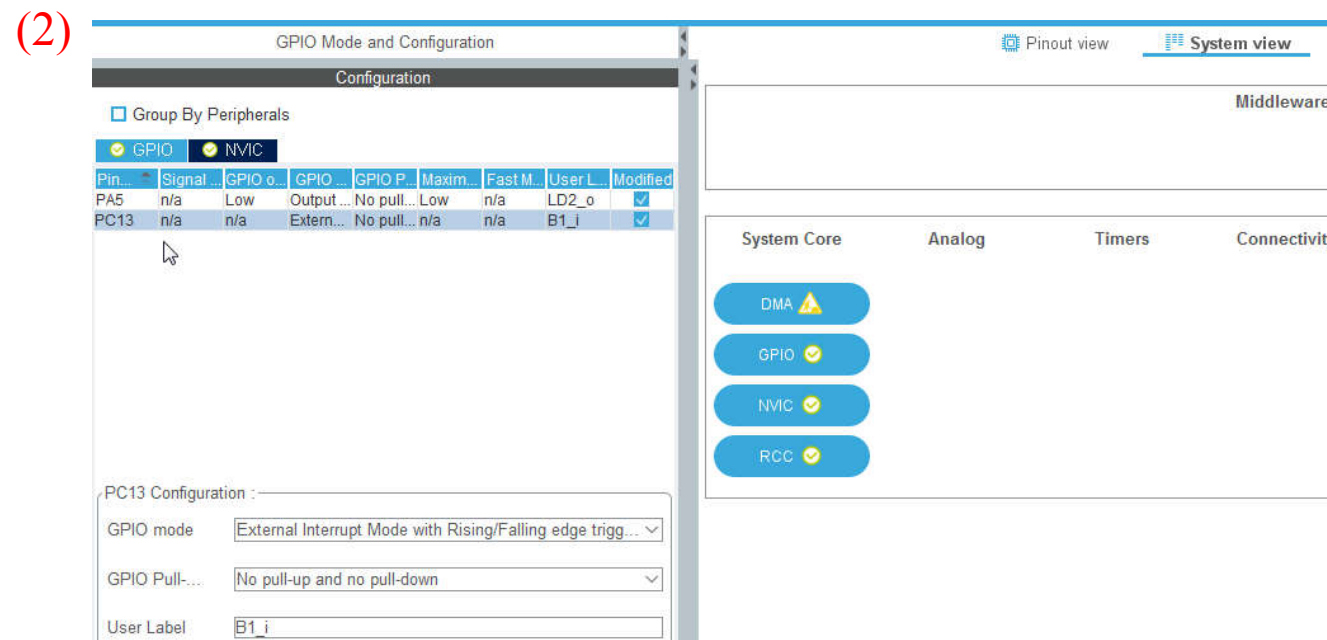 (2)
GPIO Mode and Configuration
Pinout view
System view
Configuration
Middleware
Group By Peripherals
GPIO
NVIC
Pin... Signal ... GPIO o... GPIO ... GPIO P... Maxim... Fast M... User L... Modified
PA5 n/a Low Output ... No pull... Low n/a LD2_o
PC13 n/a n/a Extern... No pull... n/a n/a B1_i
System Core Analog Timers Connectivit
DMA
GPIO
NVIC
RCC
PC13 Configuration :
GPIO mode External Interrupt Mode with Rising/Falling edge trigg...
GPIO Pull-... No pull-up and no pull-down
User Label B1_i